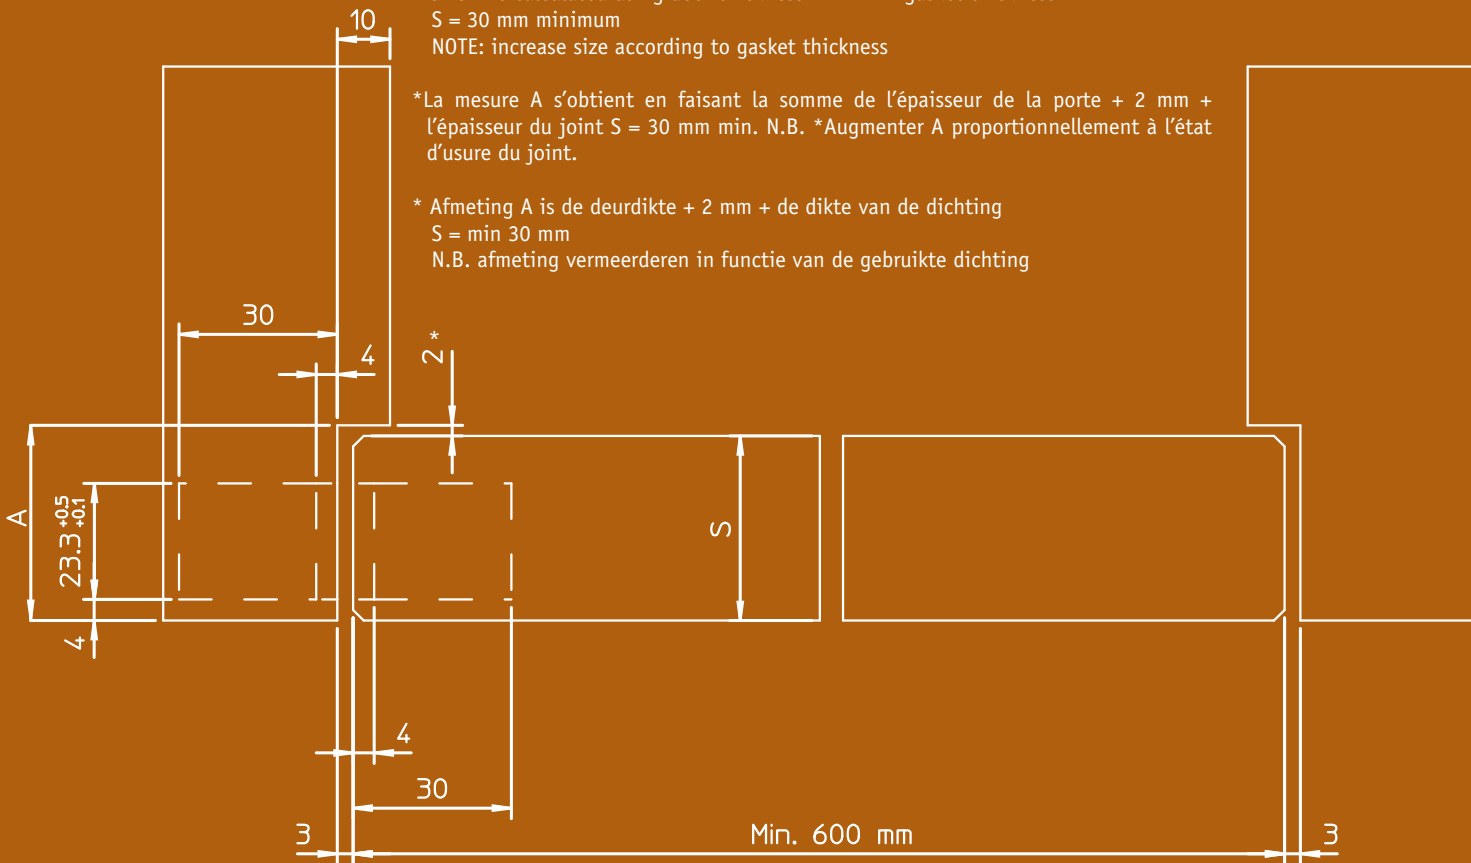 10
S = 30 mm minimum
NOTE: increase size according to gasket thickness
*La mesure A s’obtient en faisant la somme de l’épaisseur de la porte + 2 mm +
l’épaisseur du joint S = 30 mm min. N.B. *Augmenter A proportionnellement à l’état
d’usure du joint.
* Afmeting A is de deurdikte + 2 mm + de dikte van de dichting
S = min 30 mm
N.B. afmeting vermeerderen in functie van de gebruikte dichting
30
4
2*
A
23.3 +0.5 +0.1
S
4
4
30
3
Min. 600 mm
3